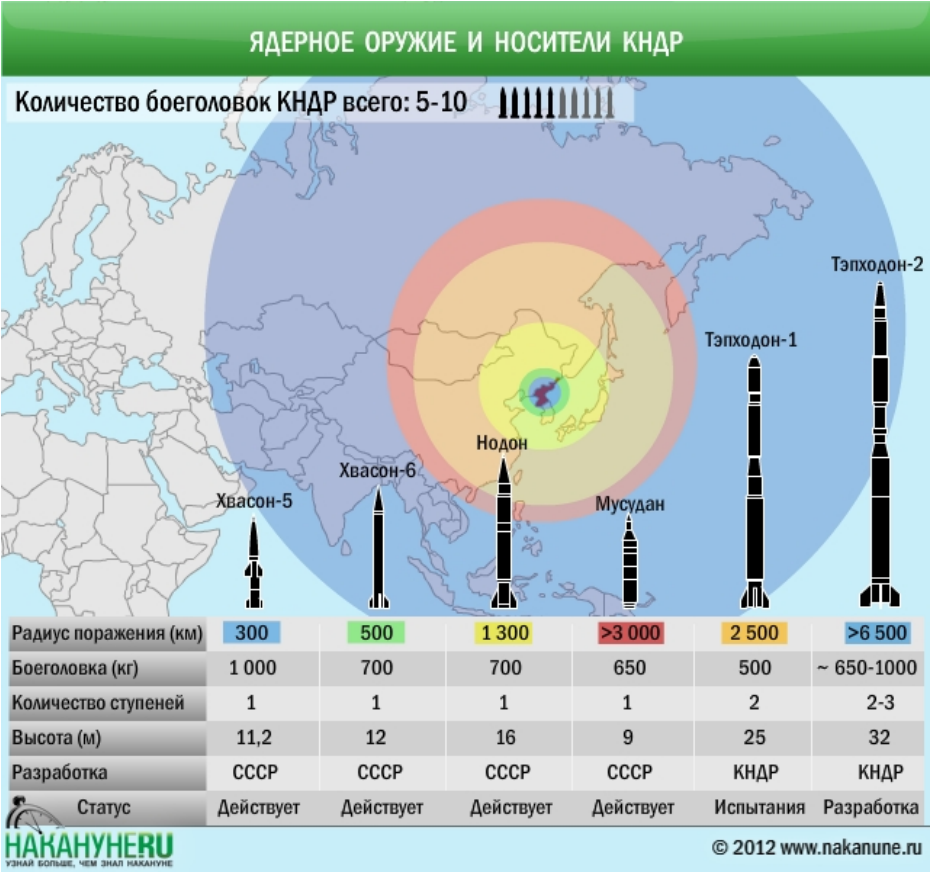 ЯДЕРНОЕ ОРУЖИЕ И НОСИТЕЛИ КНДР
Количество боеголовок КНДР всего: 5-10
Тэпходон-2
Тэпходон-1
Нодон
Хвасон-6
Хвасон-5
Мусудан
Радиус поражения (км) 300 500 1 300 >3 000 2 500 >6 500
Боеголовка (кг) 1 000 700 700 650 500 ~ 650-1000
Количество ступеней 1 1 1 1 2 2-3
Высота (м) 11,2 12 16 9 25 32
Разработка СССР СССР СССР СССР КНДР КНДР
Статус Действует Действует Действует Действует Испытания Разработка
НАКАНУНЕ.RU
УЗНАЙ БОЛЬШЕ, ЧЕМ ЗНАЛ НАКАНУНЕ
© 2012 www.nakanune.ru